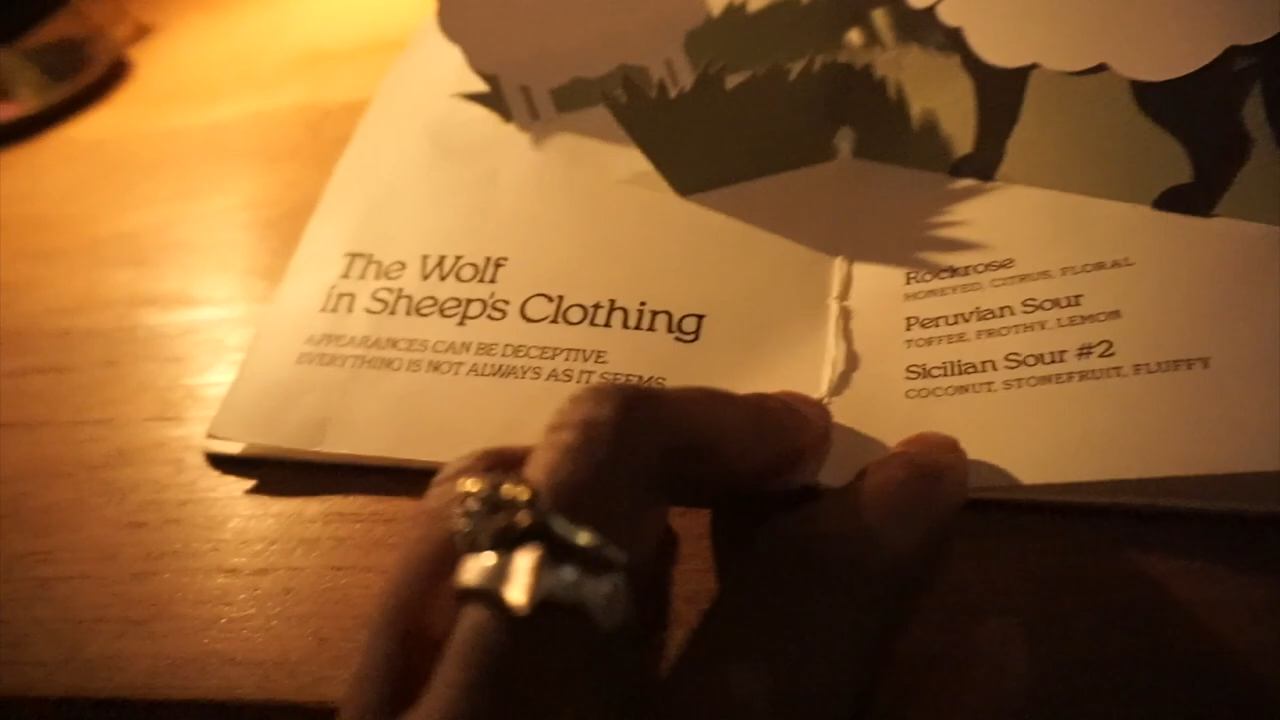 The Wolf
in Sheep's Clothing
APPEARANCES CAN BE DECEPTIVE.
EVERYTHING IS NOT ALWAYS AS IT SEEMS
Rockrose
HONEYED, CITRUS, FLORAL
Peruvian Sour
TOFFEE, FROTHY, LEMON
Sicilian Sour #2
COCONUT, STONEFRUIT, FLUFFY